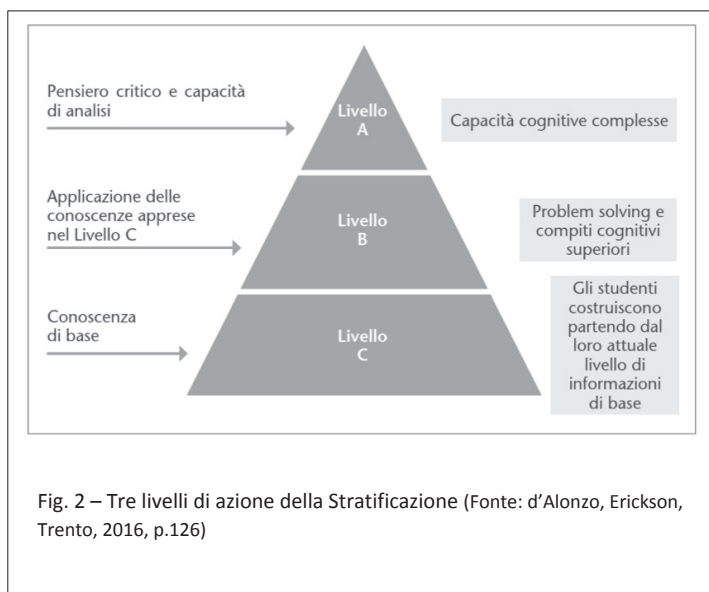 Pensiero critico e capacità
di analisi
Livello
A
Capacità cognitive complesse
Applicazione delle
conoscenze apprese
nel Livello C
Livello
B
Problem solving e
compiti cognitivi
superiori
Conoscenza
di base
Livello
C
Gli studenti
costruiscono
partendo dal
loro attuale
livello di
informazioni
di base
Fig. 2 – Tre livelli di azione della Stratificazione (Fonte: d’Alonzo, Erickson,
Trento, 2016, p.126)